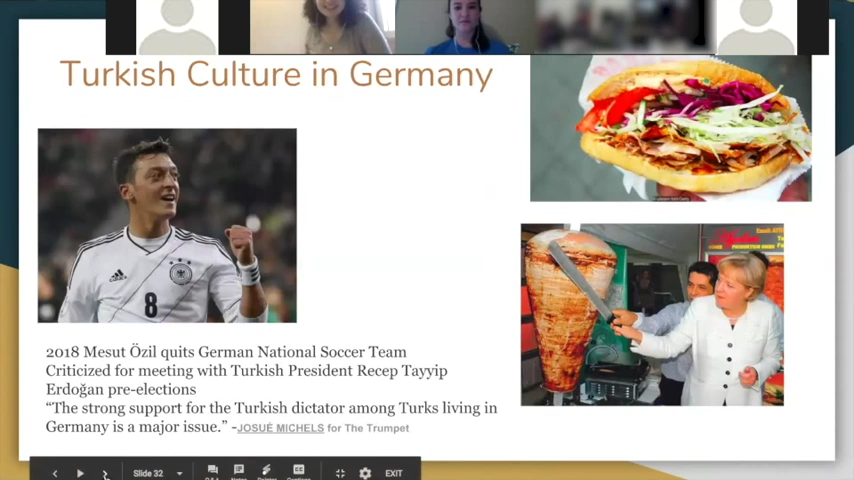 Turkish Culture in Germany
8
2018 Mesut Özil quits German National Soccer Team
Criticized for meeting with Turkish President Recep Tayyip
Erdoğan pre-elections
“The strong support for the Turkish dictator among Turks living in
Germany is a major issue.” -JOSUÉ MICHELS for The Trumpet
Slide 32
EXIT